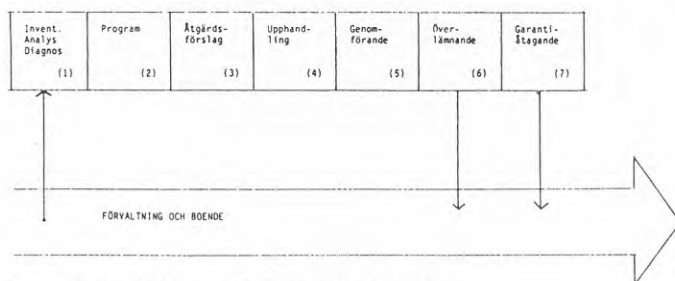 Invent.
Analys
Diagnos
(1)
Program
(2)
Åtgärds-
förslag
(3)
Upphand-
ling
(4)
Genom-
förande
(5)
Över-
lämnande
(6)
Garanti-
åtagande
(7)
FÖRVALTNING OCH BOENDE